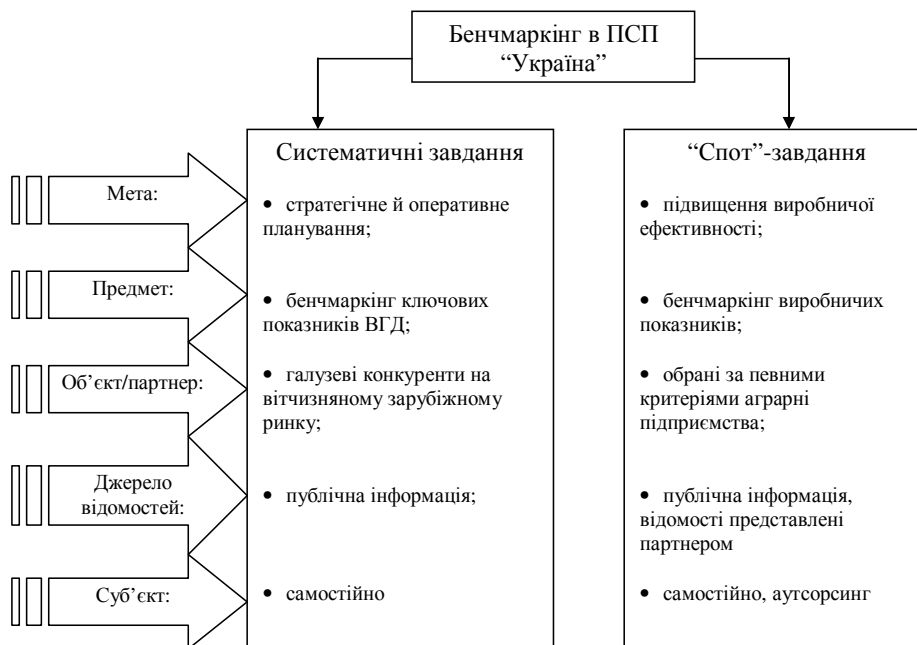 Бенчмаркінг в ПСП
“Україна”
Систематичні завдання
“Спот”-завдання
Мета:
• стратегічне й оперативне
планування;
• підвищення виробничої
ефективності;
Предмет:
• бенчмаркінг ключових
показників ВГД;
• бенчмаркінг виробничих
показників;
Об’єкт/партнер:
• галузеві конкуренти на
вітчизняному зарубіжному
ринку;
• обрані за певними
критеріями аграрні
підприємства;
Джерело
відомостей:
• публічна інформація;
• публічна інформація,
відомості представлені
партнером
Суб’єкт:
• самостійно
• самостійно, аутсорсинг